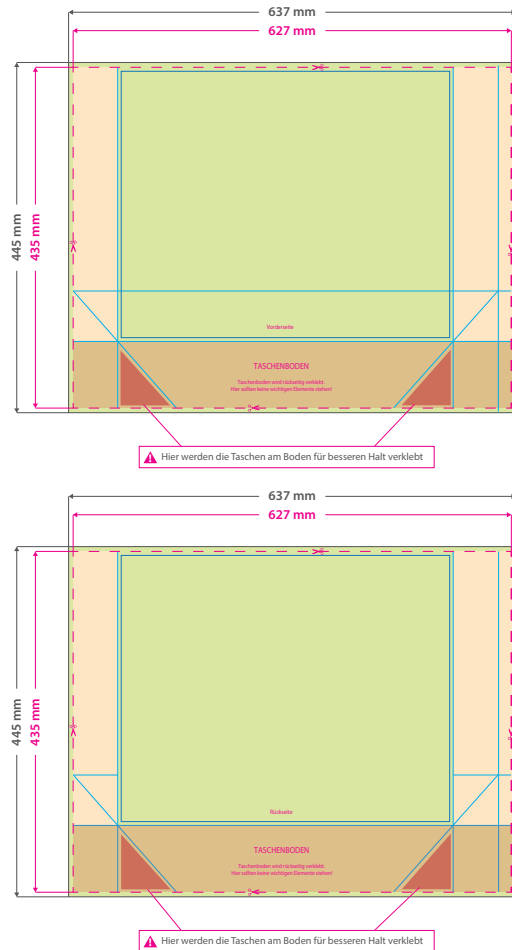 637 mm
627 mm
445 mm
435 mm
Vorderseite
TASCHENBODEN
Taschenboden wird rückseitig verklebt.
Hier sollten keine wichtigen Elemente stehen!
Hier werden die Taschen am Boden für besseren Halt verklebt
637 mm
627 mm
445 mm
435 mm
Rückseite
TASCHENBODEN
Taschenboden wird rückseitig verklebt.
Hier sollten keine wichtigen Elemente stehen!
Hier werden die Taschen am Boden für besseren Halt verklebt